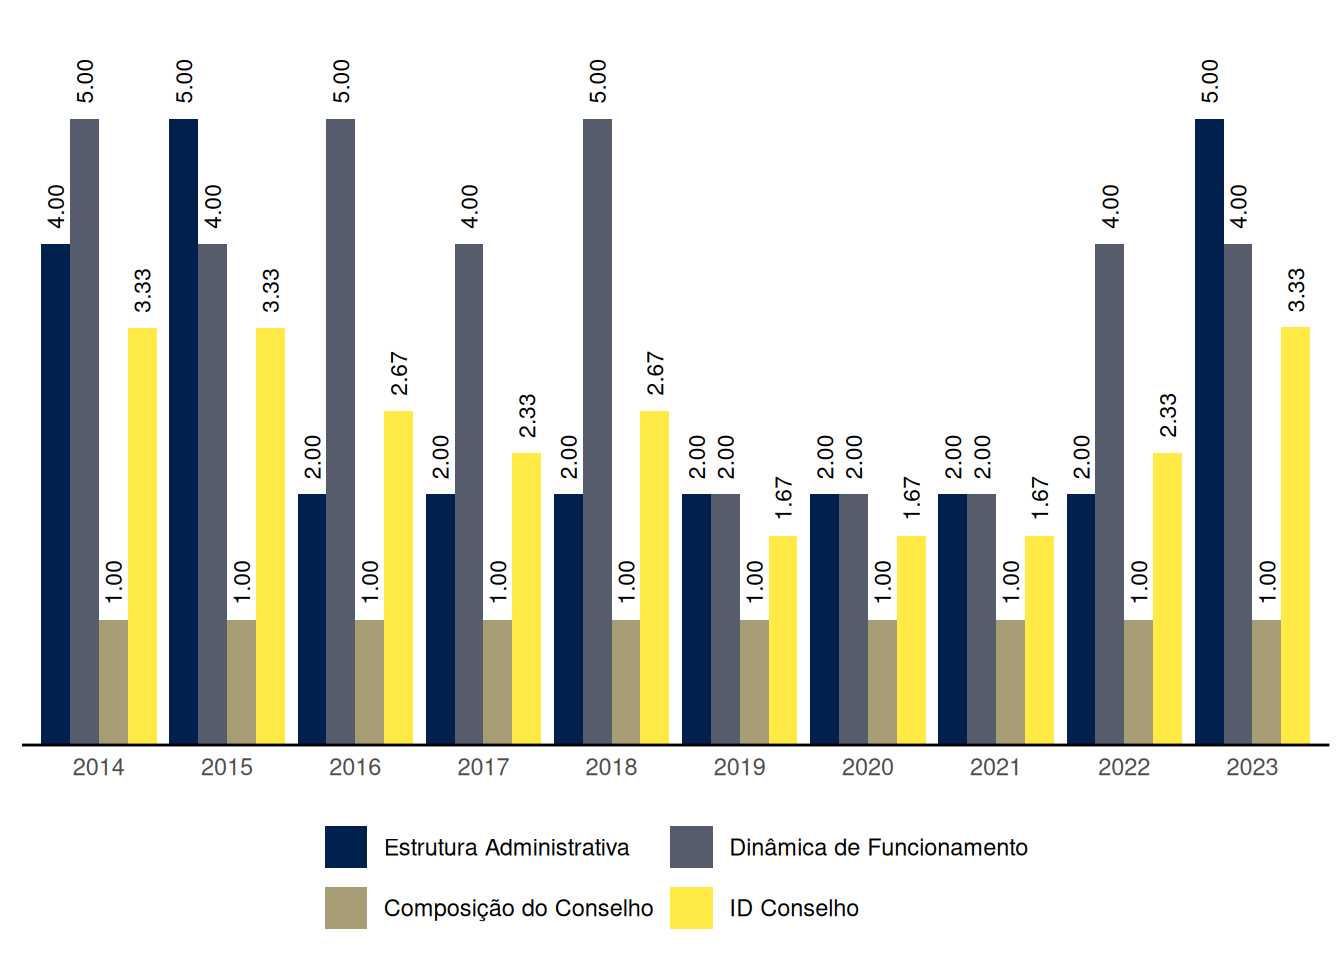 4.00 5.00 1.00 3.33
5.00 4.00 1.00 3.33
2.00 5.00 1.00 2.67
2.00 4.00 1.00 2.33
2.00 5.00 1.00 2.67
2.00 2.00 1.00 1.67
2.00 2.00 1.00 1.67
2.00 2.00 1.00 1.67
2.00 4.00 1.00 2.33
5.00 4.00 1.00 3.33
2014 2015 2016 2017 2018 2019 2020 2021 2022 2023
Estrutura Administrativa Dinâmica de Funcionamento
Composição do Conselho ID Conselho